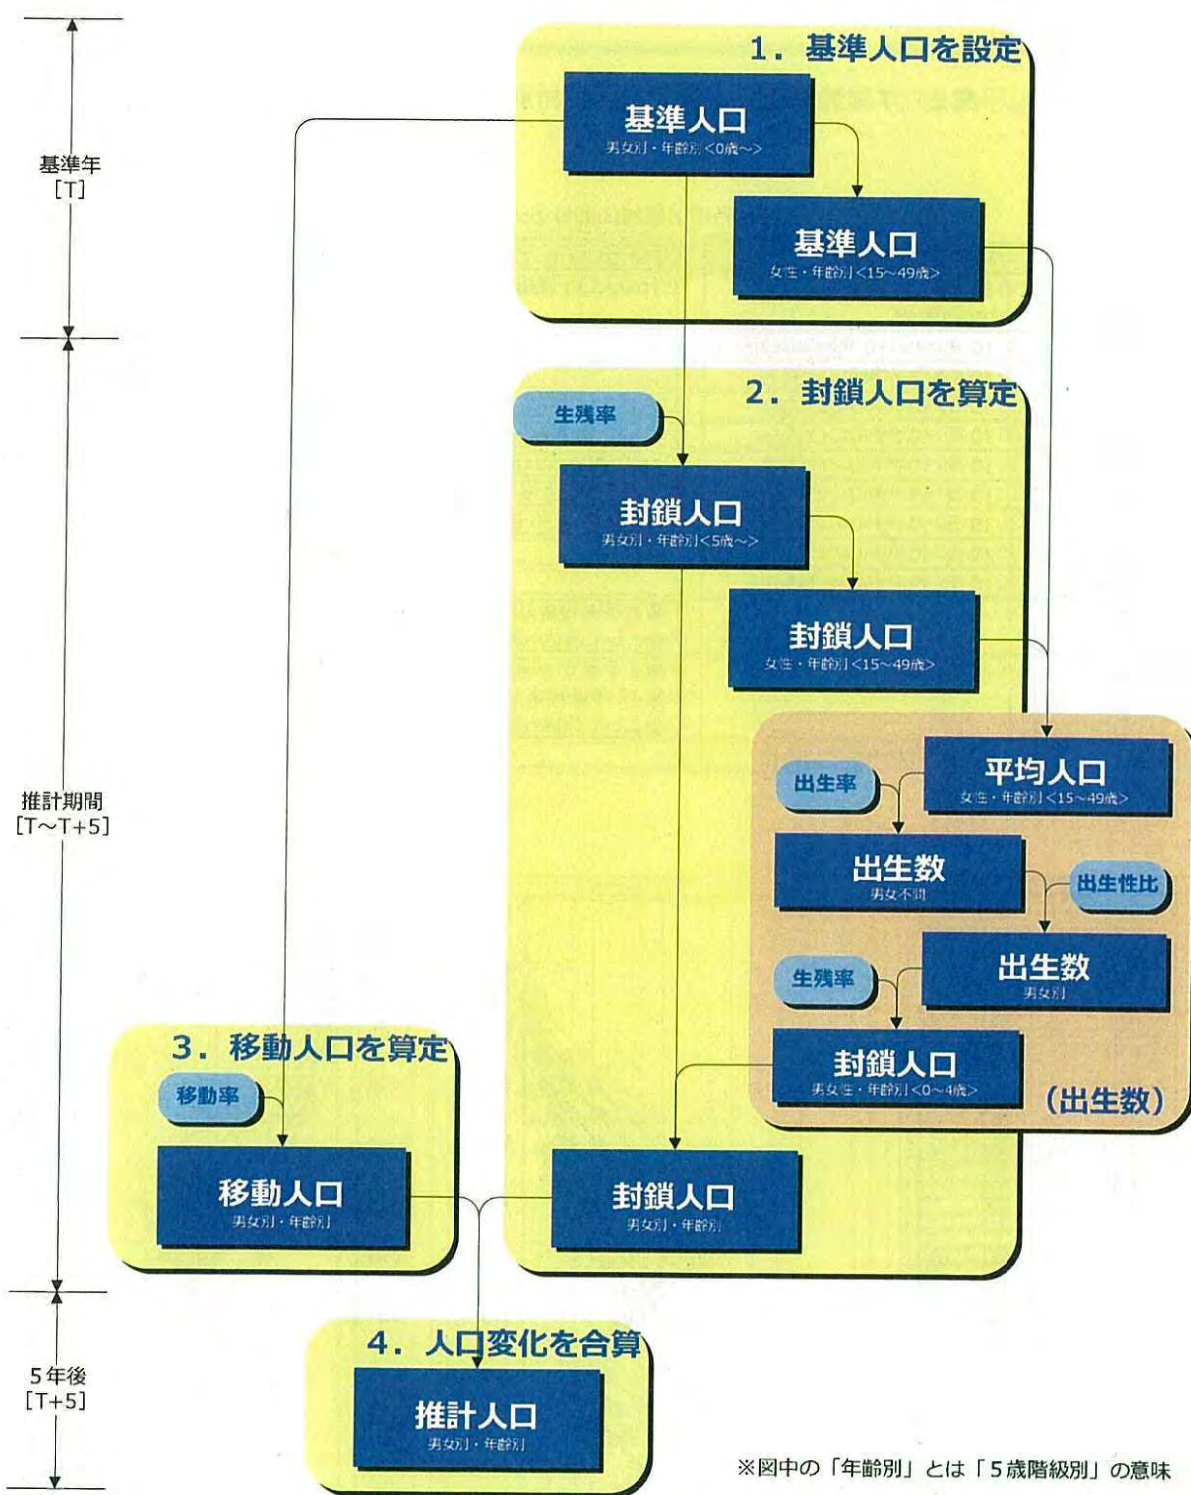 1．基準人口を設定
基準人口
男女別・年齢別<0歳～>
基準年
[T]
基準人口
女性・年齢別<15～49歳>
2．封鎖人口を算定
生残率
封鎖人口
男女別・年齢別<5歳～>
封鎖人口
女性・年齢別<15～49歳>
平均人口
女性・年齢別<15～49歳>
出生率
推計期間
[T～T+5]
出生数
男女不問
出生性比
出生数
男女別
生残率
封鎖人口
男女性・年齢別<0～4歳>
(出生数)
3．移動人口を算定
移動率
移動人口
男女別・年齢別
封鎖人口
男女別・年齢別
4．人口変化を合算
5年後
[T+5]
推計人口
男女別・年齢別
※図中の「年齢別」とは「5歳階級別」の意味